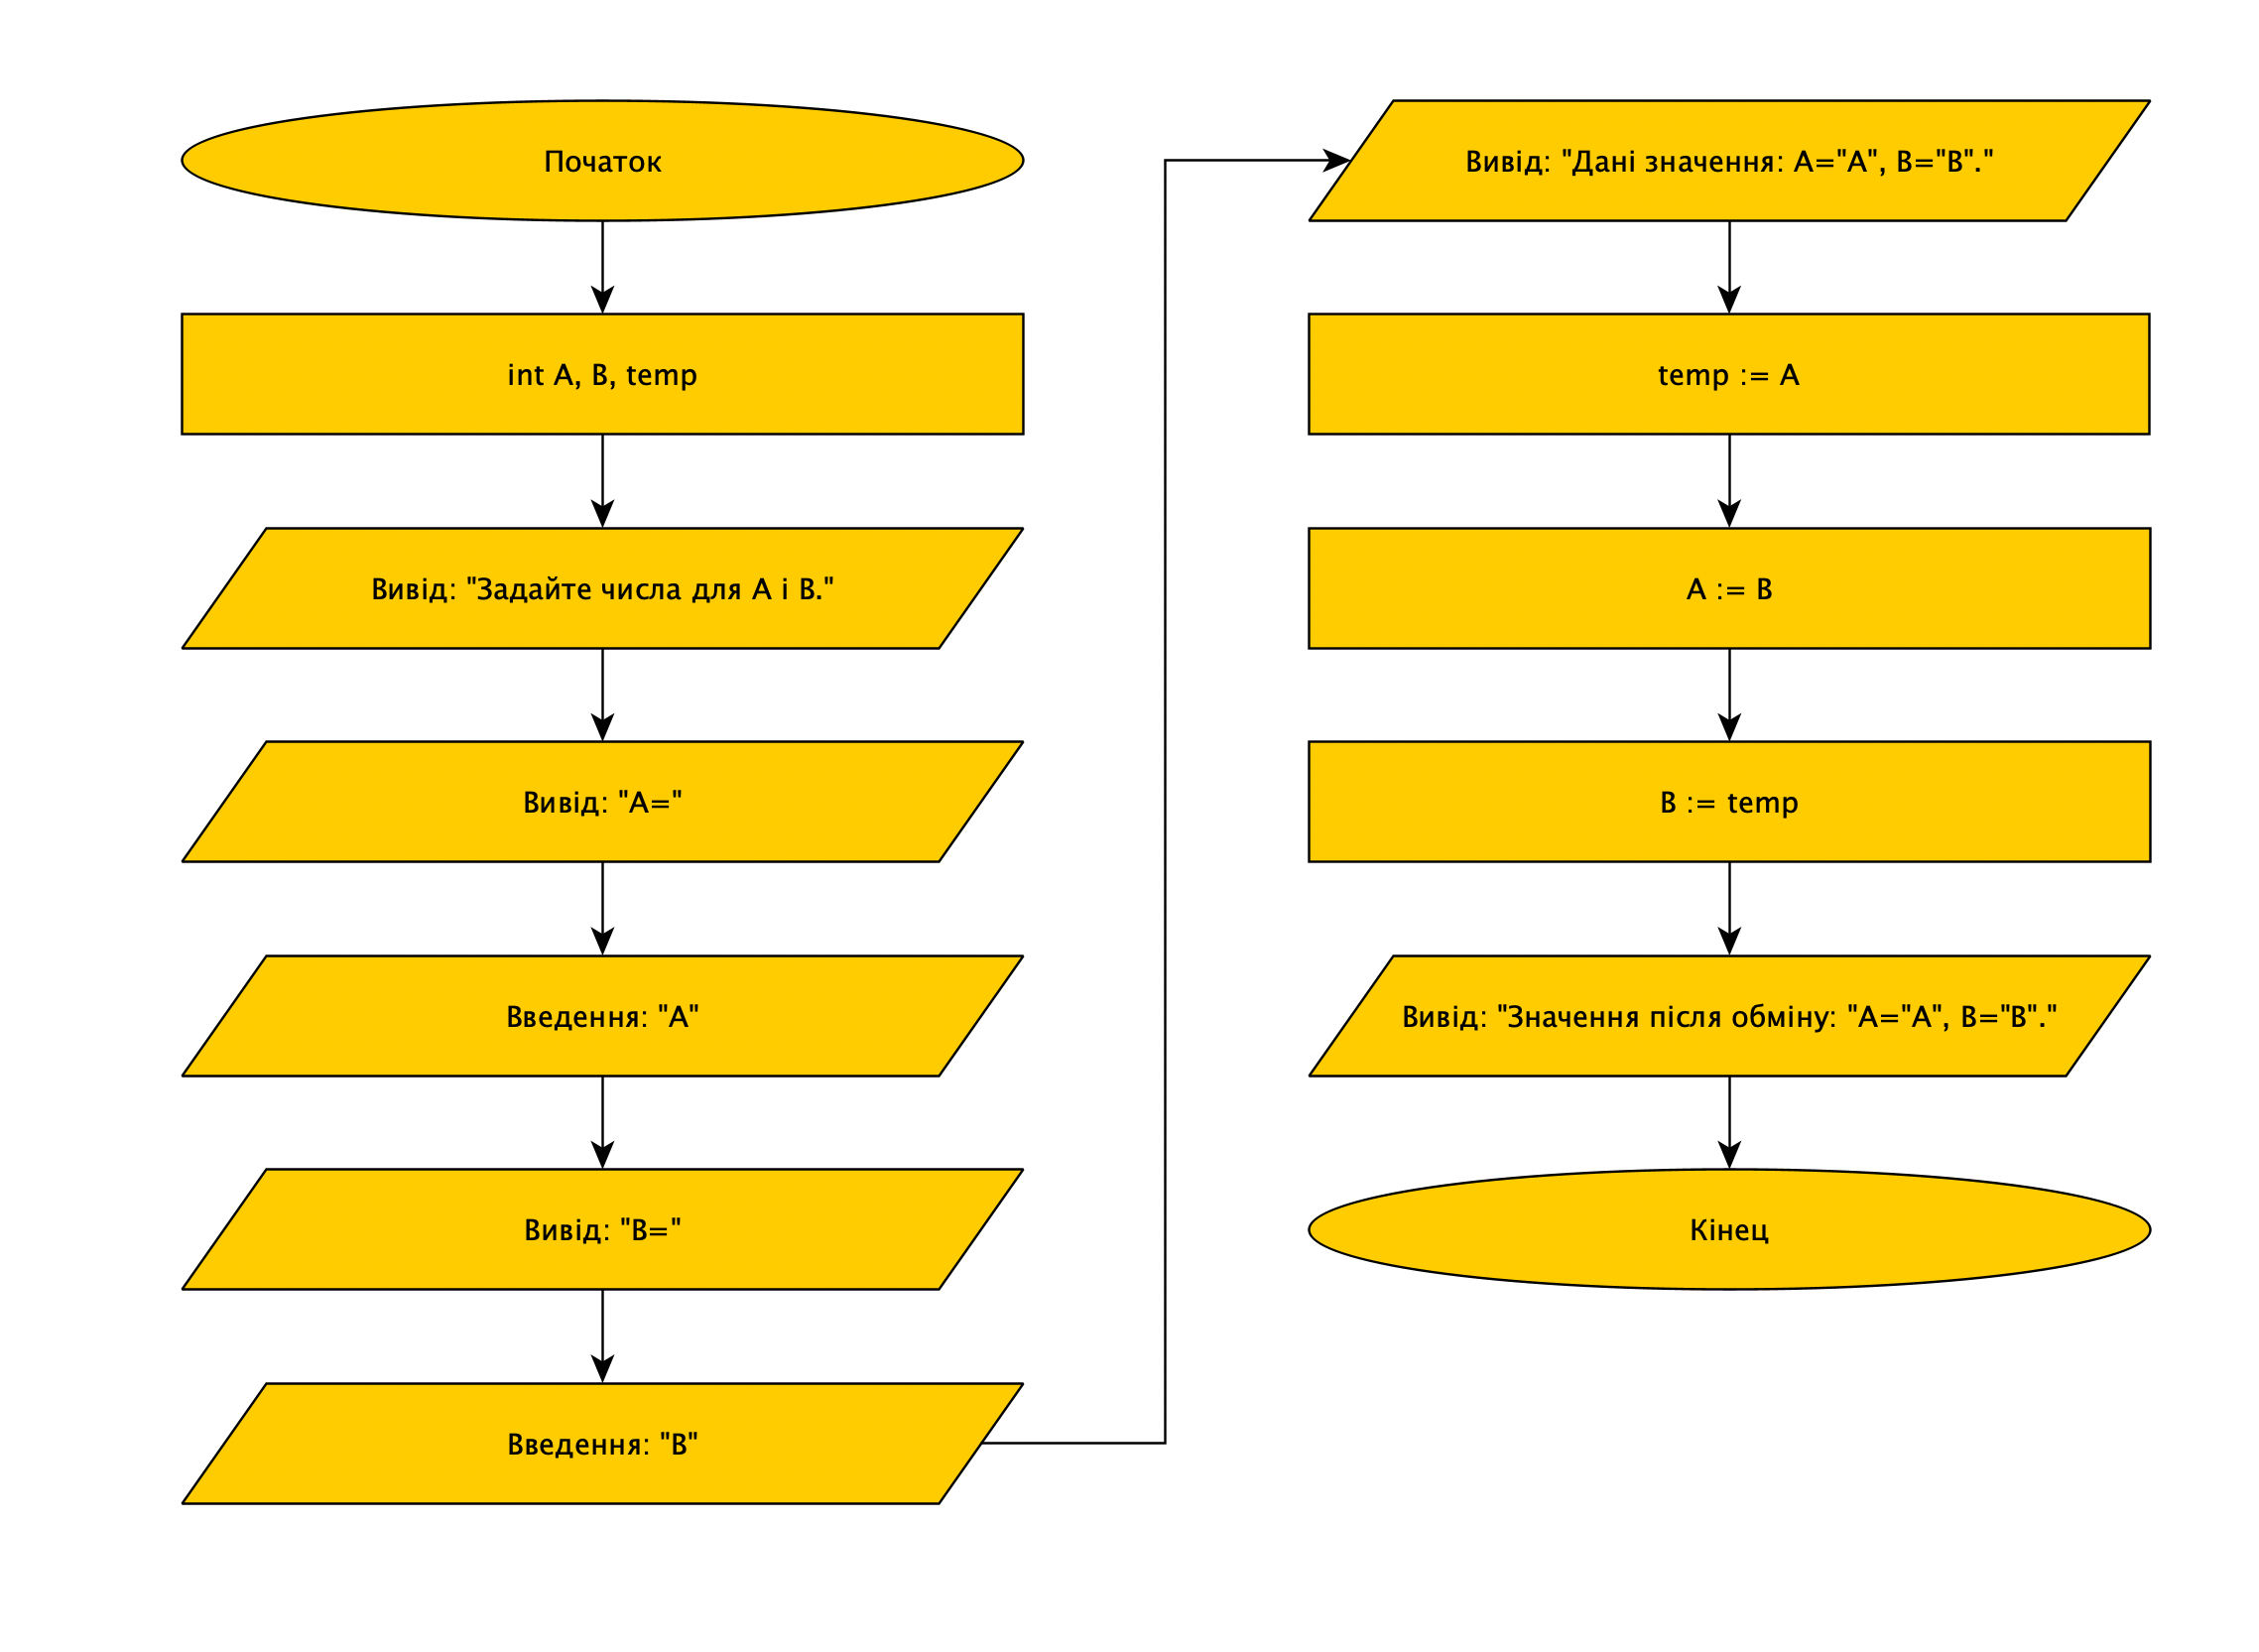 Початок
int A, B, temp
Вивід: "Задайте числа для A і B."
Вивід: "A="
Введення: "A"
Вивід: "B="
Введення: "B"
Вивід: "Дані значення: A="A", B="B"."
temp := A
A := B
B := temp
Вивід: "Значення після обміну: "A="A", B="B"."
Кінец